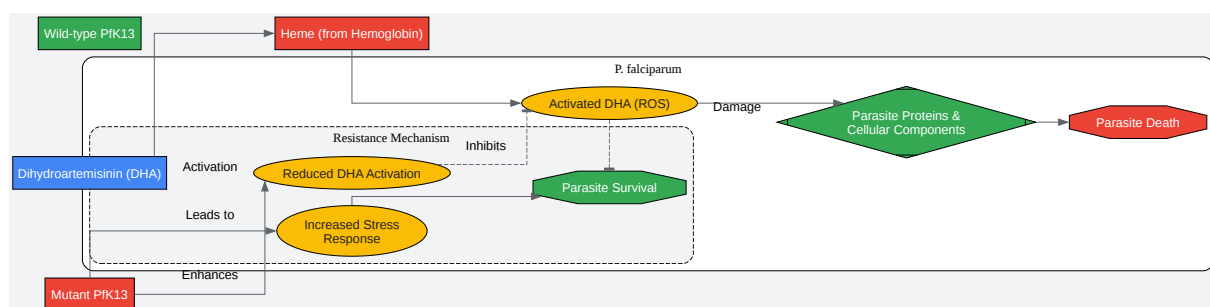 Wild-type PfK13
Heme (from Hemoglobin)
P. falciparum
Activated DHA (ROS)
Damage
Parasite Proteins &
Cellular Components
Parasite Death
Resistance Mechanism
Inhibits
Dihydroartemisinin (DHA)
Activation
Reduced DHA Activation
Parasite Survival
Leads to
Increased Stress
Response
Enhances
Mutant PfK13